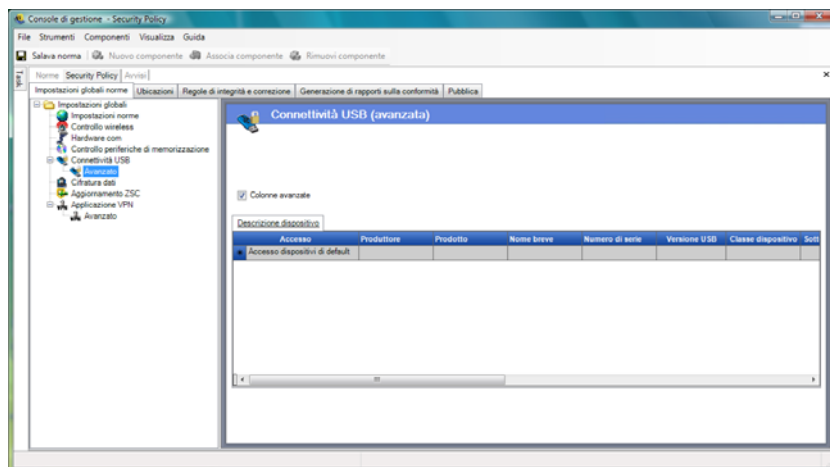 Console di gestione - Security Policy
File Strumenti Componenti Visualizza Guida
Salava norma Nuovo componente Associa componente Rimuovi componente
Task
Norme Security Policy Avvisi
Impostazioni globali norme Ubicazioni Regole di integrità e correzione Generazione di rapporti sulla conformità Pubblica
Impostazioni globali
Impostazioni norme
Controllo wireless
Hardware com
Controllo periferiche di memorizzazione
Connettività USB
Avanzato
Cifratura dati
Aggiornamento ZSC
Applicazione VPN
Avanzato
Connettività USB (avanzata)
Colonne avanzate
Descrizione dispositivo
Accesso Produttore Prodotto Nome breve Numero di serie Versione USB Classe dispositivo Sott
Accesso dispositivi di default